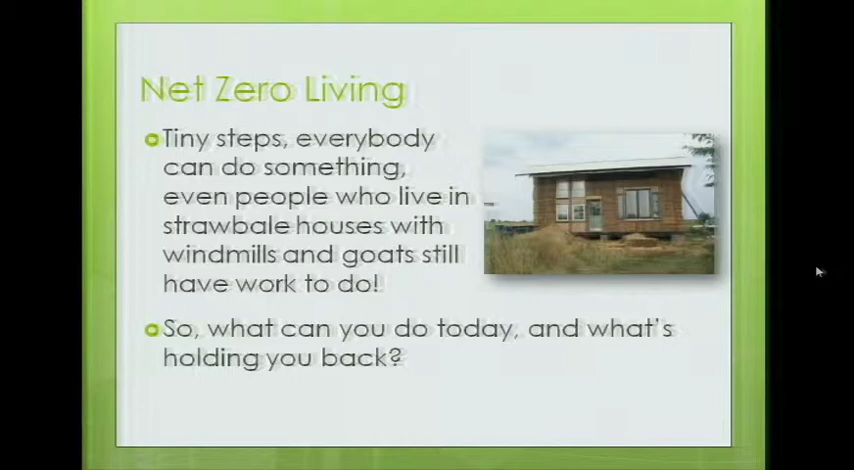 Net Zero Living
Tiny steps, everybody
can do something,
even people who live in
strawbale houses with
windmills and goats still
have work to do!
So, what can you do today, and what's
holding you back?